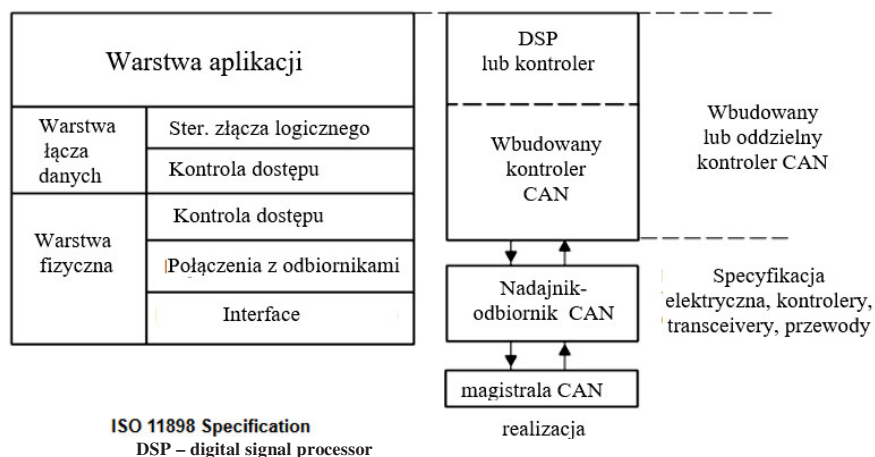 Warstwa aplikacji
Warstwa
łącza
danych
Ster. złącza logicznego
Kontrola dostępu
Warstwa
fizyczna
Kontrola dostępu
Połączenia z odbiornikami
Interface
DSP
lub kontroler
Wbudowany
kontroler
CAN
Nadajnik-
odbiornik CAN
magistrala CAN
realizacja
Wbudowany
lub oddzielny
kontroler CAN
Specyfikacja
elektryczna, kontrolery,
transceivery, przewody
ISO 11898 Specification
DSP – digital signal processor